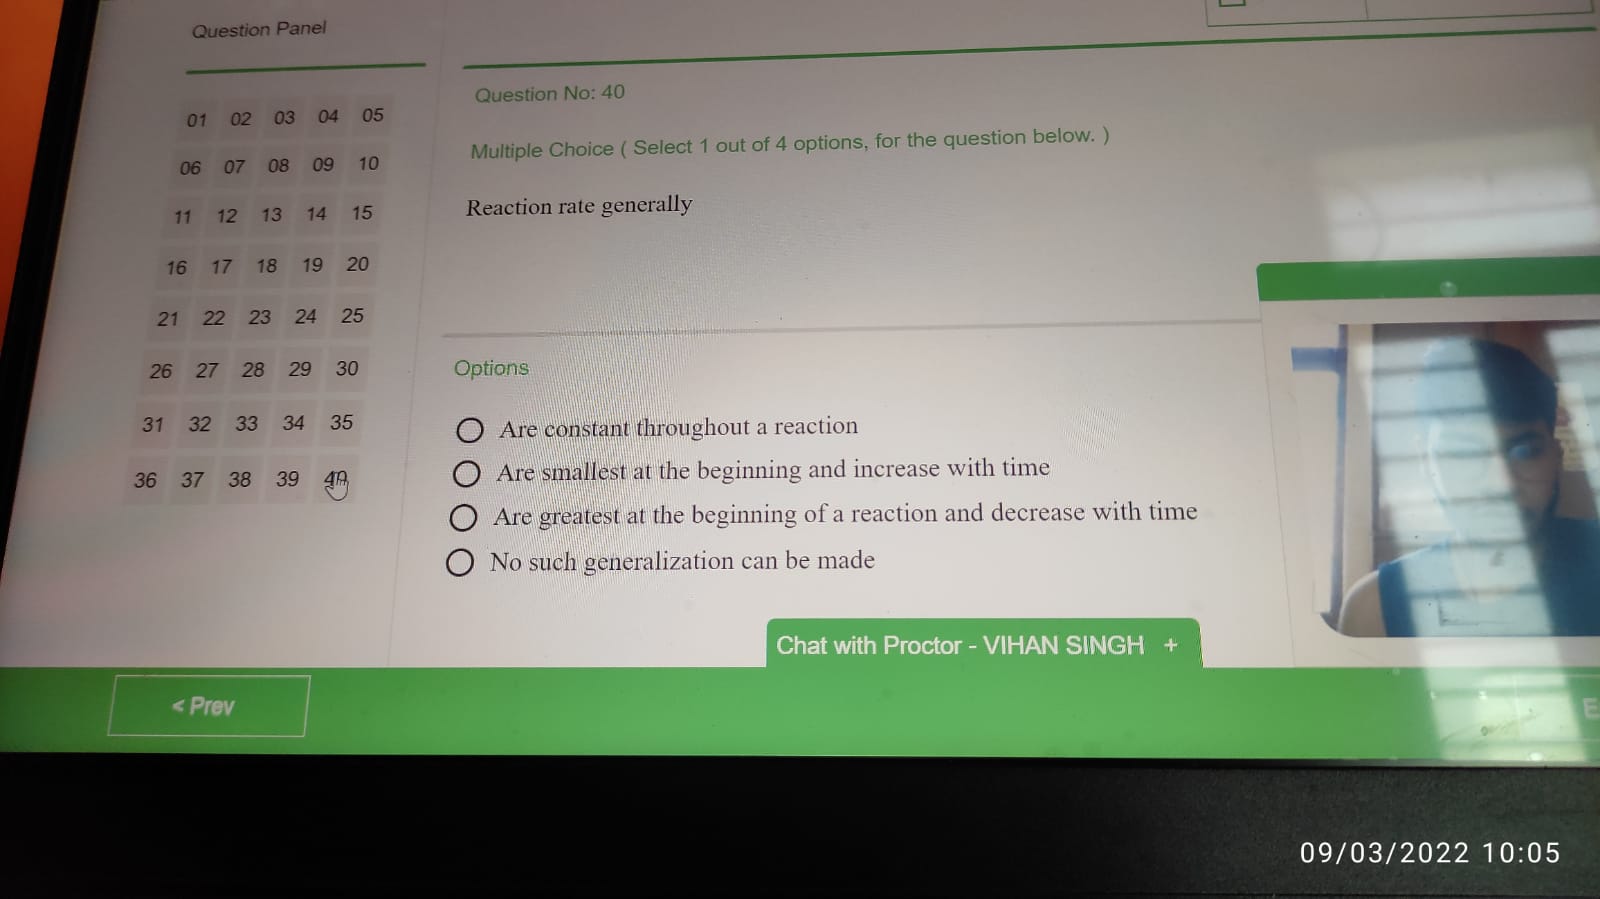 Question Panel
01 02 03 04 05
06 07 08 09 10
11 12 13 14 15
16 17 18 19 20
21 22 23 24 25
26 27 28 29 30
31 32 33 34 35
36 37 38 39 40
Question No: 40
Multiple Choice ( Select 1 out of 4 options, for the question below. )
Reaction rate generally
Options
Are constant throughout a reaction
Are smallest at the beginning and increase with time
Are greatest at the beginning of a reaction and decrease with time
No such generalization can be made
Chat with Proctor - VIHAN SINGH +
< Prev
09/03/2022 10:05